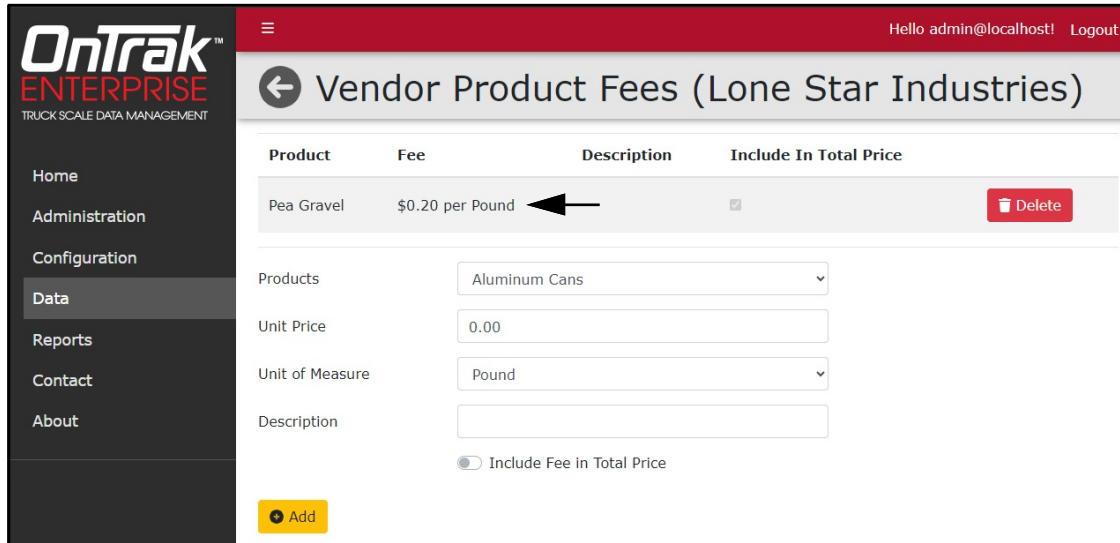 OnTrak™
ENTERPRISE
TRUCK SCALE DATA MANAGEMENT
Home
Administration
Configuration
Data
Reports
Contact
About
Hello admin@localhost! Logout
Vendor Product Fees (Lone Star Industries)
Product Fee Description Include In Total Price
Pea Gravel $0.20 per Pound Delete
Products Aluminum Cans
Unit Price 0.00
Unit of Measure Pound
Description
Include Fee in Total Price
Add